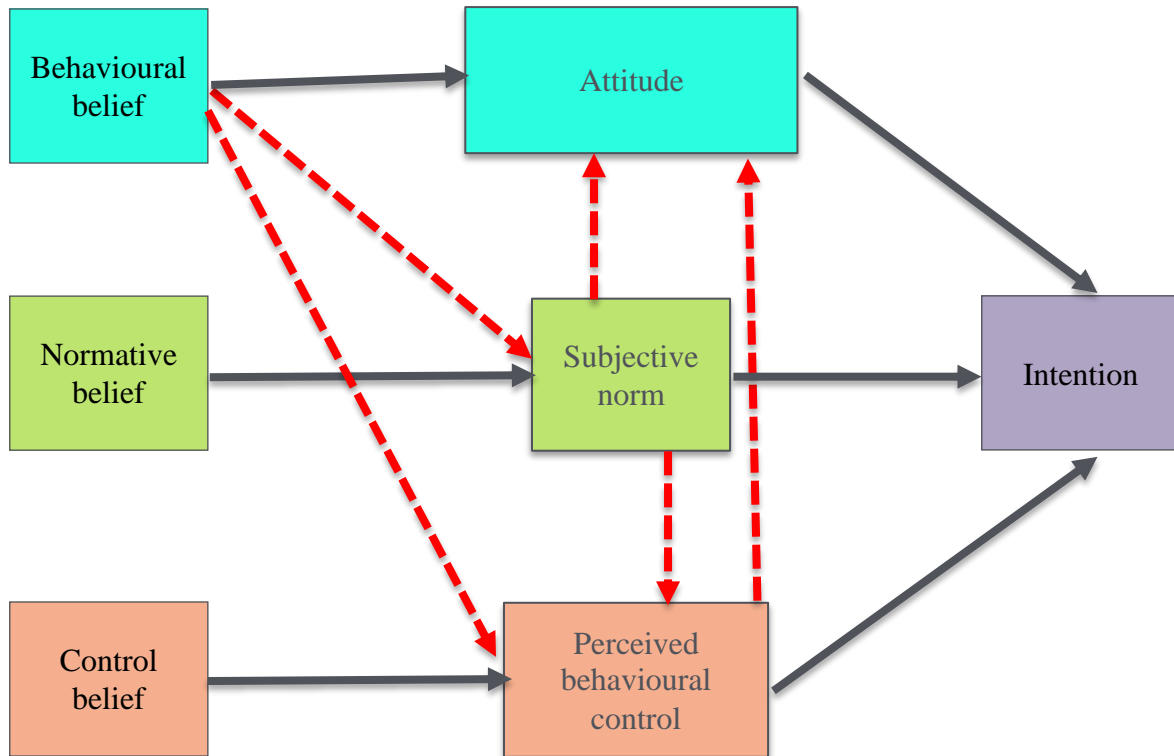 Behavioural
belief
Attitude
Normative
belief
Subjective
norm
Intention
Control
belief
Perceived
behavioural
control